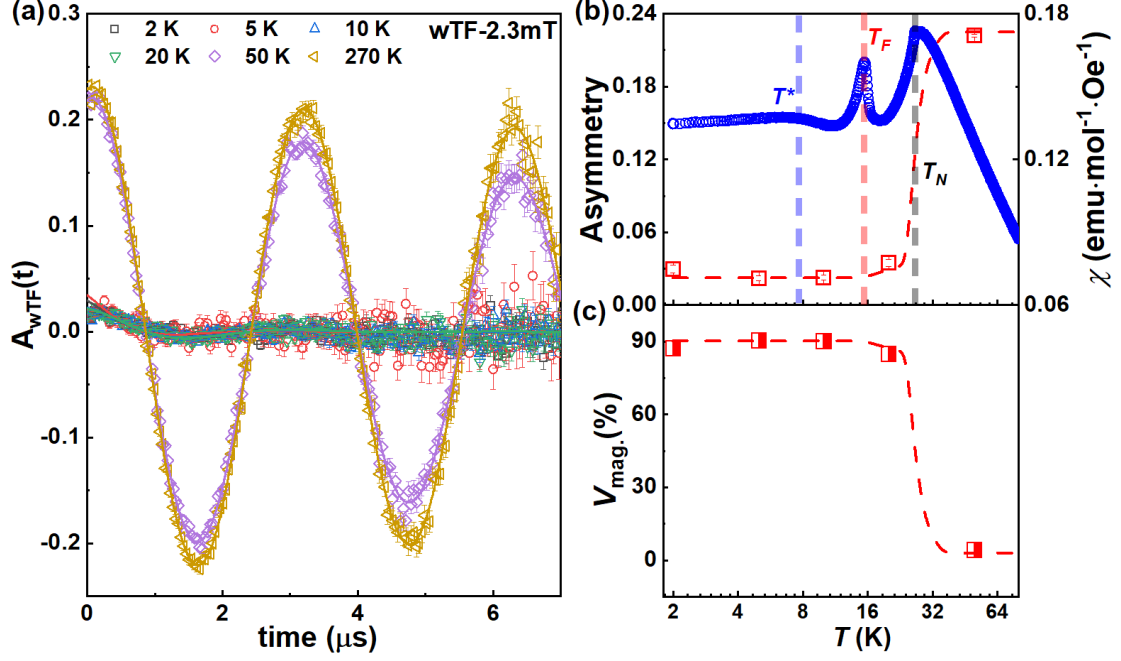 (a)
2 K 5 K 10 K wTF-2.3mT
20 K 50 K 270 K
0.3
0.2
0.1
0.0
-0.1
-0.2
A_wTF(t)
0 2 4 6
time (μs)
(b)
0.24
0.18
0.12
0.06
0.00
Asymmetry
T*
T_F
T_N
0.18
0.12
0.06
χ (emu·mol⁻¹·Oe⁻¹)
(c)
90
60
30
0
V_mag.(%)
2 4 8 16 32 64
T (K)